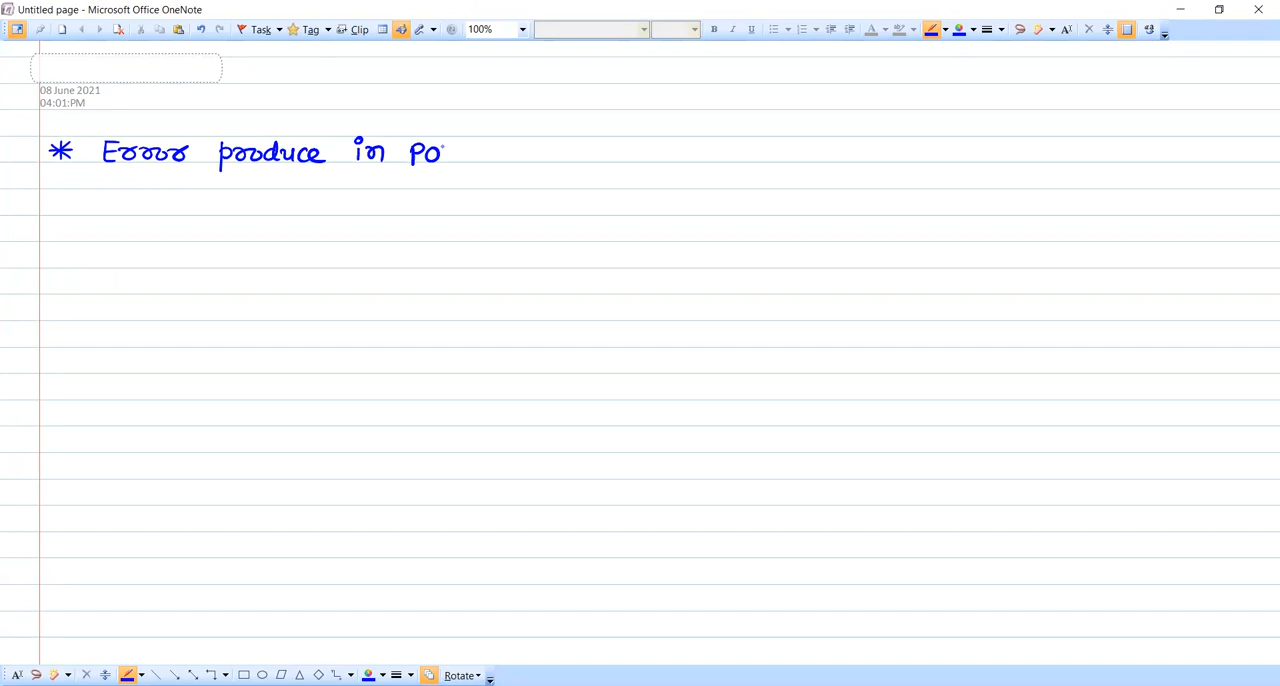 Untitled page - Microsoft Office OneNote
Task Tag Clip 100% B I U
08 June 2021
04:01:PM
* Error produce in po
Rotate